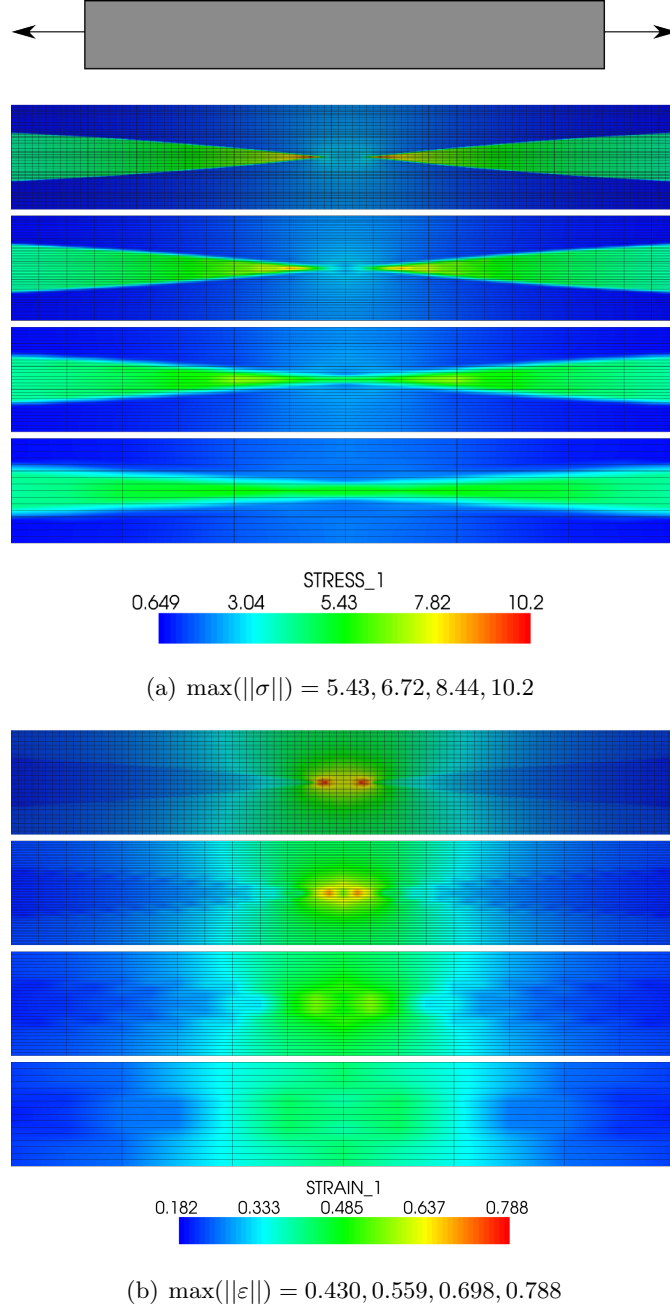 STRESS_1
0.649 3.04 5.43 7.82 10.2
(a) max(||σ||) = 5.43, 6.72, 8.44, 10.2
STRAIN_1
0.182 0.333 0.485 0.637 0.788
(b) max(||ε||) = 0.430, 0.559, 0.698, 0.788